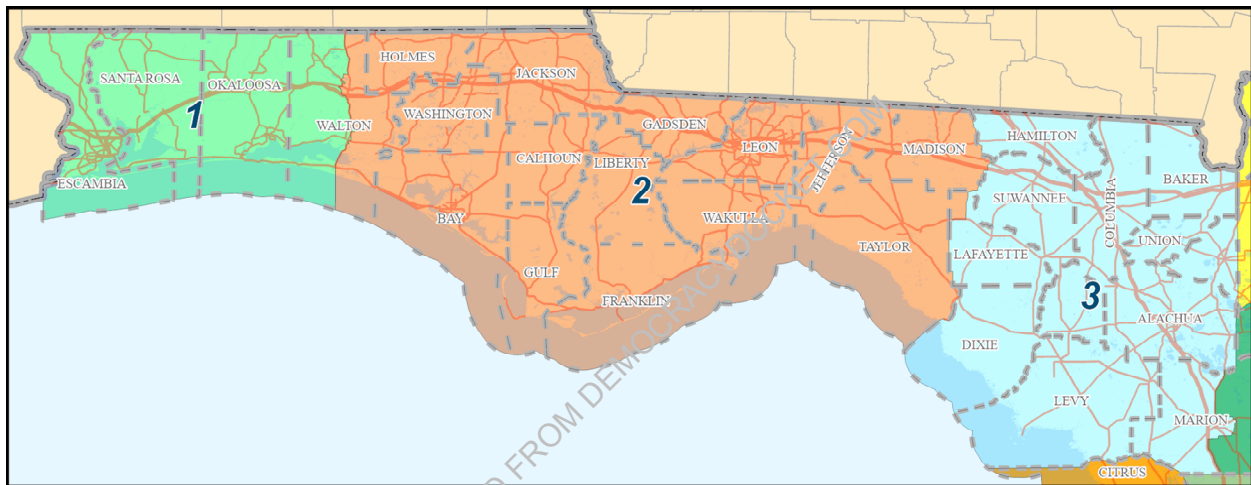 HOLMES
SANTA ROSA
JACKSON
OKALOOSA
1
WASHINGTON
WALTON
GADSDEN
LEON
JEFFERSON
MADISON
HAMILTON
CALHOUN
LIBERTY
BAKER
ESCAMBIA
2
SUWANNEE
COLUMBIA
BAY
WAKULLA
TAYLOR
UNION
LAFAYETTE
GULF
FRANKLIN
3
ALACHUA
DIXIE
LEVY
MARION
CITRUS
FROM DEMOCRACYDOCKET.COM